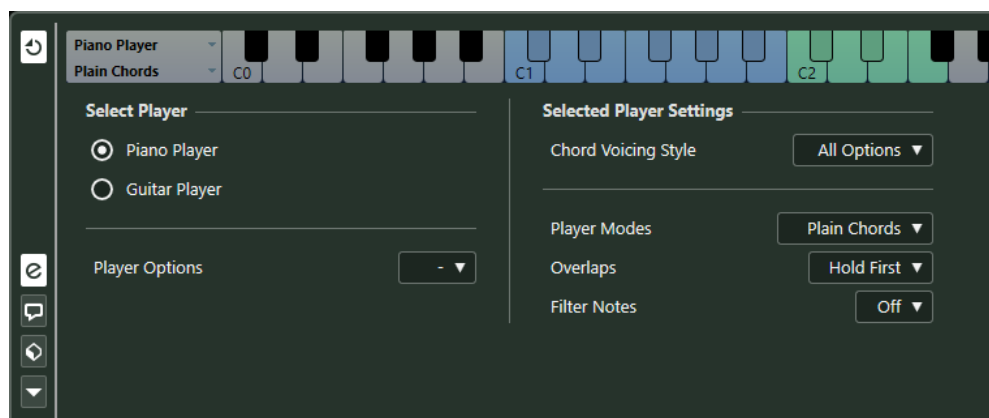 Piano Player
Plain Chords
C0
C1
C2
Select Player
Piano Player
Guitar Player
Player Options
-
Selected Player Settings
Chord Voicing Style
All Options
Player Modes
Plain Chords
Overlaps
Hold First
Filter Notes
Off